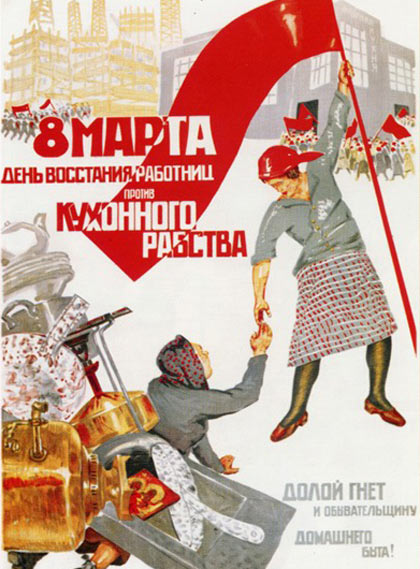 8 МАРТА
ДЕНЬ ВОССТАНИЯ РАБОТНИЦ
ПРОТИВ
КУХОННОГО
РАБСТВА
ДОЛОЙ ГНЕТ
И ОБЫВАТЕЛЬЩИНУ
ДОМАШНЕГО
БЫТА!